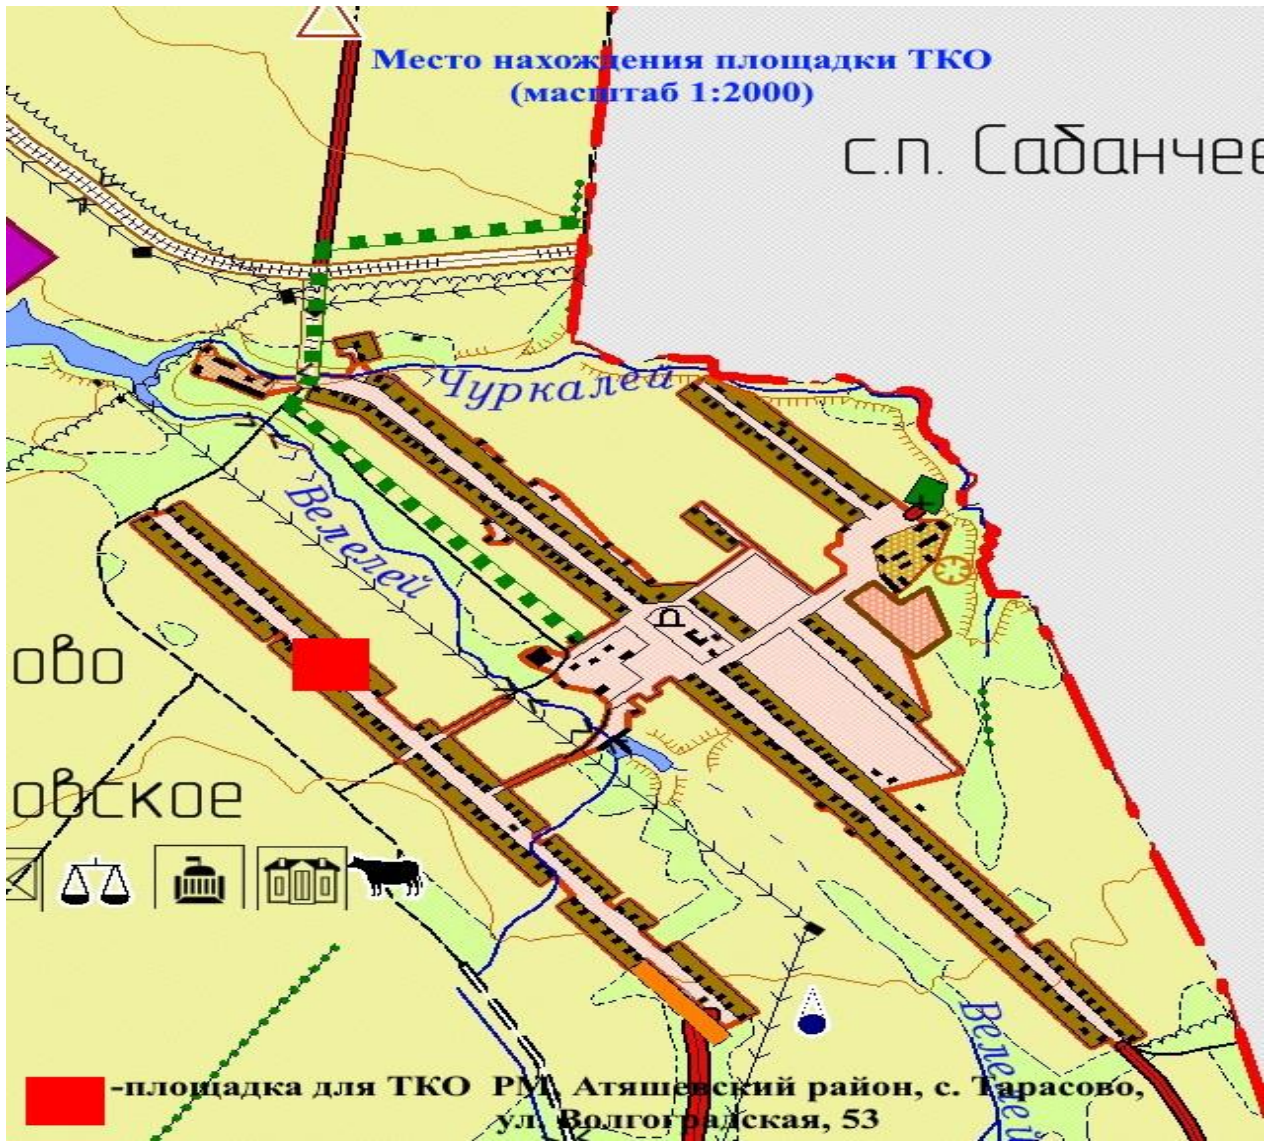 Место нахождения площадки ТКО
(масштаб 1:2000)
с.п. Сабанчее
Чуркалей
Велелей
ово
овское
Велелей
-площадка для ТКО РМ, Атяшевский район, с. Тарасово,
ул. Волгоградская, 53